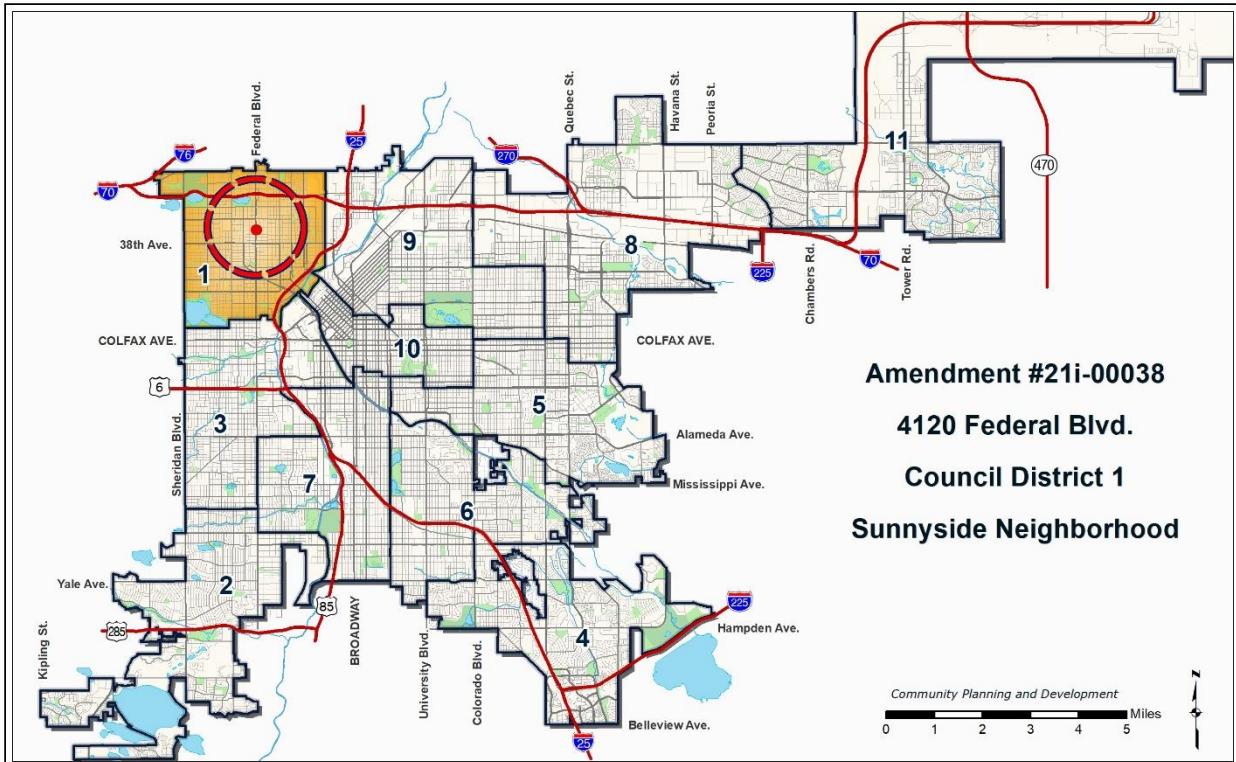 Federal Blvd.
Quebec St.
Havana St.
Peoria St.
76
25
270
11
70
470
38th Ave.
9
8
1
225
Chambers Rd.
70
Tower Rd.
COLFAX AVE.
10
COLFAX AVE.
6
Amendment #21i-00038
4120 Federal Blvd.
Council District 1
Sunnyside Neighborhood
3
5
Sheridan Blvd.
Alameda Ave.
7
Mississippi Ave.
6
Yale Ave.
2
85
BROADWAY
225
285
Hampden Ave.
Kipling St.
University Blvd.
Colorado Blvd.
4
Community Planning and Development
Miles
0 1 2 3 4 5
Belleview Ave.
25
N